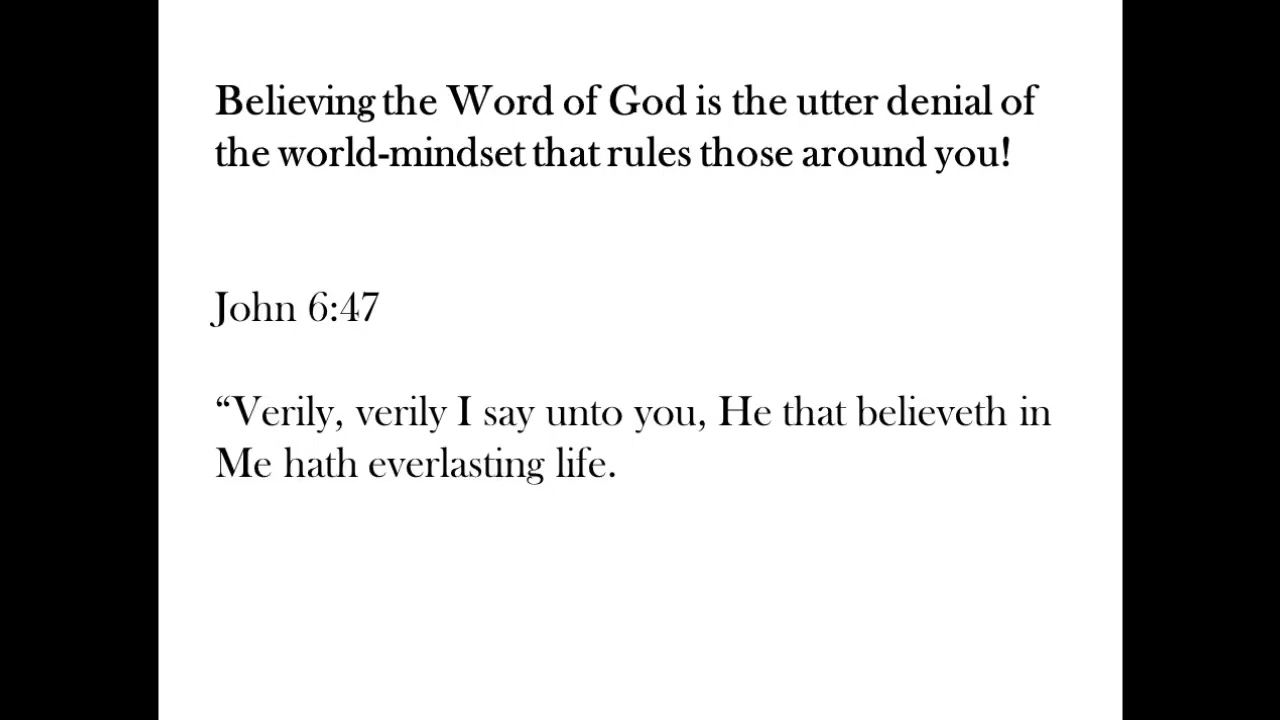 Believing the Word of God is the utter denial of
the world-mindset that rules those around you!
John 6:47
“Verily, verily I say unto you, He that believeth in
Me hath everlasting life.